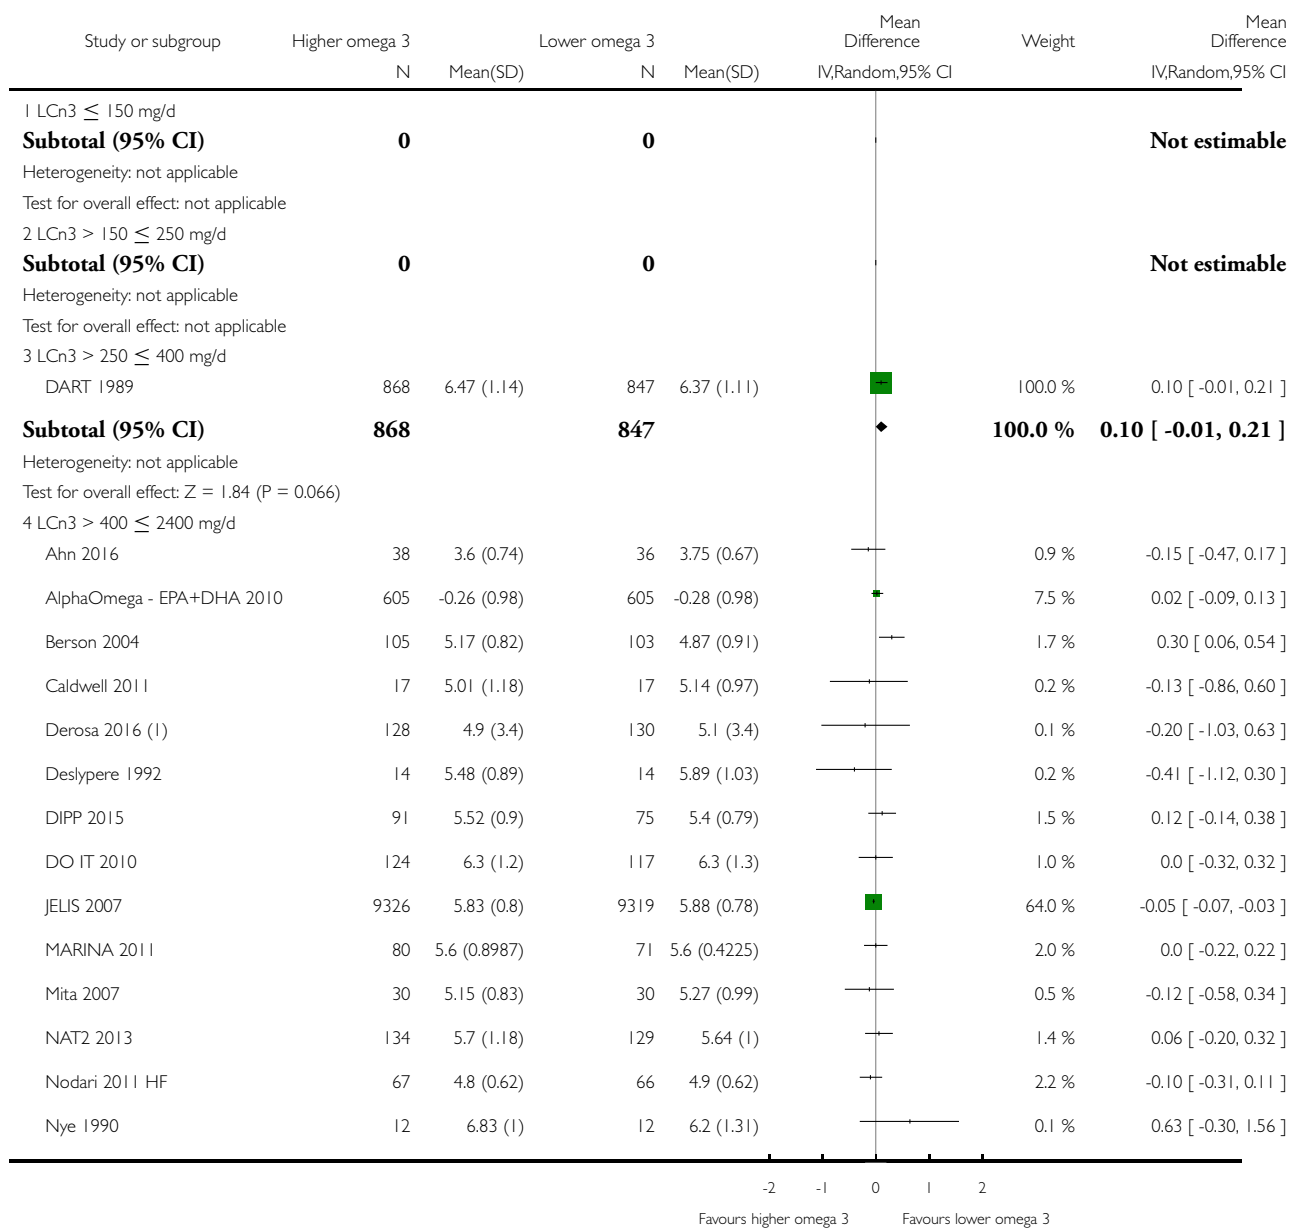 Mean Mean
Study or subgroup Higher omega 3 Lower omega 3 Difference Weight Difference
N Mean(SD) N Mean(SD) IV,Random,95% CI IV,Random,95% CI
1 LCn3 ≤ 150 mg/d
Subtotal (95% CI) 0 0 Not estimable
Heterogeneity: not applicable
Test for overall effect: not applicable
2 LCn3 > 150 ≤ 250 mg/d
Subtotal (95% CI) 0 0 Not estimable
Heterogeneity: not applicable
Test for overall effect: not applicable
3 LCn3 > 250 ≤ 400 mg/d
DART 1989 868 6.47 (1.14) 847 6.37 (1.11) 100.0 % 0.10 [ -0.01, 0.21 ]
Subtotal (95% CI) 868 847 100.0 % 0.10 [ -0.01, 0.21 ]
Heterogeneity: not applicable
Test for overall effect: Z = 1.84 (P = 0.066)
4 LCn3 > 400 ≤ 2400 mg/d
Ahn 2016 38 3.6 (0.74) 36 3.75 (0.67) 0.9 % -0.15 [ -0.47, 0.17 ]
AlphaOmega - EPA+DHA 2010 605 -0.26 (0.98) 605 -0.28 (0.98) 7.5 % 0.02 [ -0.09, 0.13 ]
Berson 2004 105 5.17 (0.82) 103 4.87 (0.91) 1.7 % 0.30 [ 0.06, 0.54 ]
Caldwell 2011 17 5.01 (1.18) 17 5.14 (0.97) 0.2 % -0.13 [ -0.86, 0.60 ]
Derosa 2016 (1) 128 4.9 (3.4) 130 5.1 (3.4) 0.1 % -0.20 [ -1.03, 0.63 ]
Deslypere 1992 14 5.48 (0.89) 14 5.89 (1.03) 0.2 % -0.41 [ -1.12, 0.30 ]
DIPP 2015 91 5.52 (0.9) 75 5.4 (0.79) 1.5 % 0.12 [ -0.14, 0.38 ]
DO IT 2010 124 6.3 (1.2) 117 6.3 (1.3) 1.0 % 0.0 [ -0.32, 0.32 ]
JELIS 2007 9326 5.83 (0.8) 9319 5.88 (0.78) 64.0 % -0.05 [ -0.07, -0.03 ]
MARINA 2011 80 5.6 (0.8987) 71 5.6 (0.4225) 2.0 % 0.0 [ -0.22, 0.22 ]
Mita 2007 30 5.15 (0.83) 30 5.27 (0.99) 0.5 % -0.12 [ -0.58, 0.34 ]
NAT2 2013 134 5.7 (1.18) 129 5.64 (1) 1.4 % 0.06 [ -0.20, 0.32 ]
Nodari 2011 HF 67 4.8 (0.62) 66 4.9 (0.62) 2.2 % -0.10 [ -0.31, 0.11 ]
Nye 1990 12 6.83 (1) 12 6.2 (1.31) 0.1 % 0.63 [ -0.30, 1.56 ]
-2 -1 0 1 2
Favours higher omega 3 Favours lower omega 3